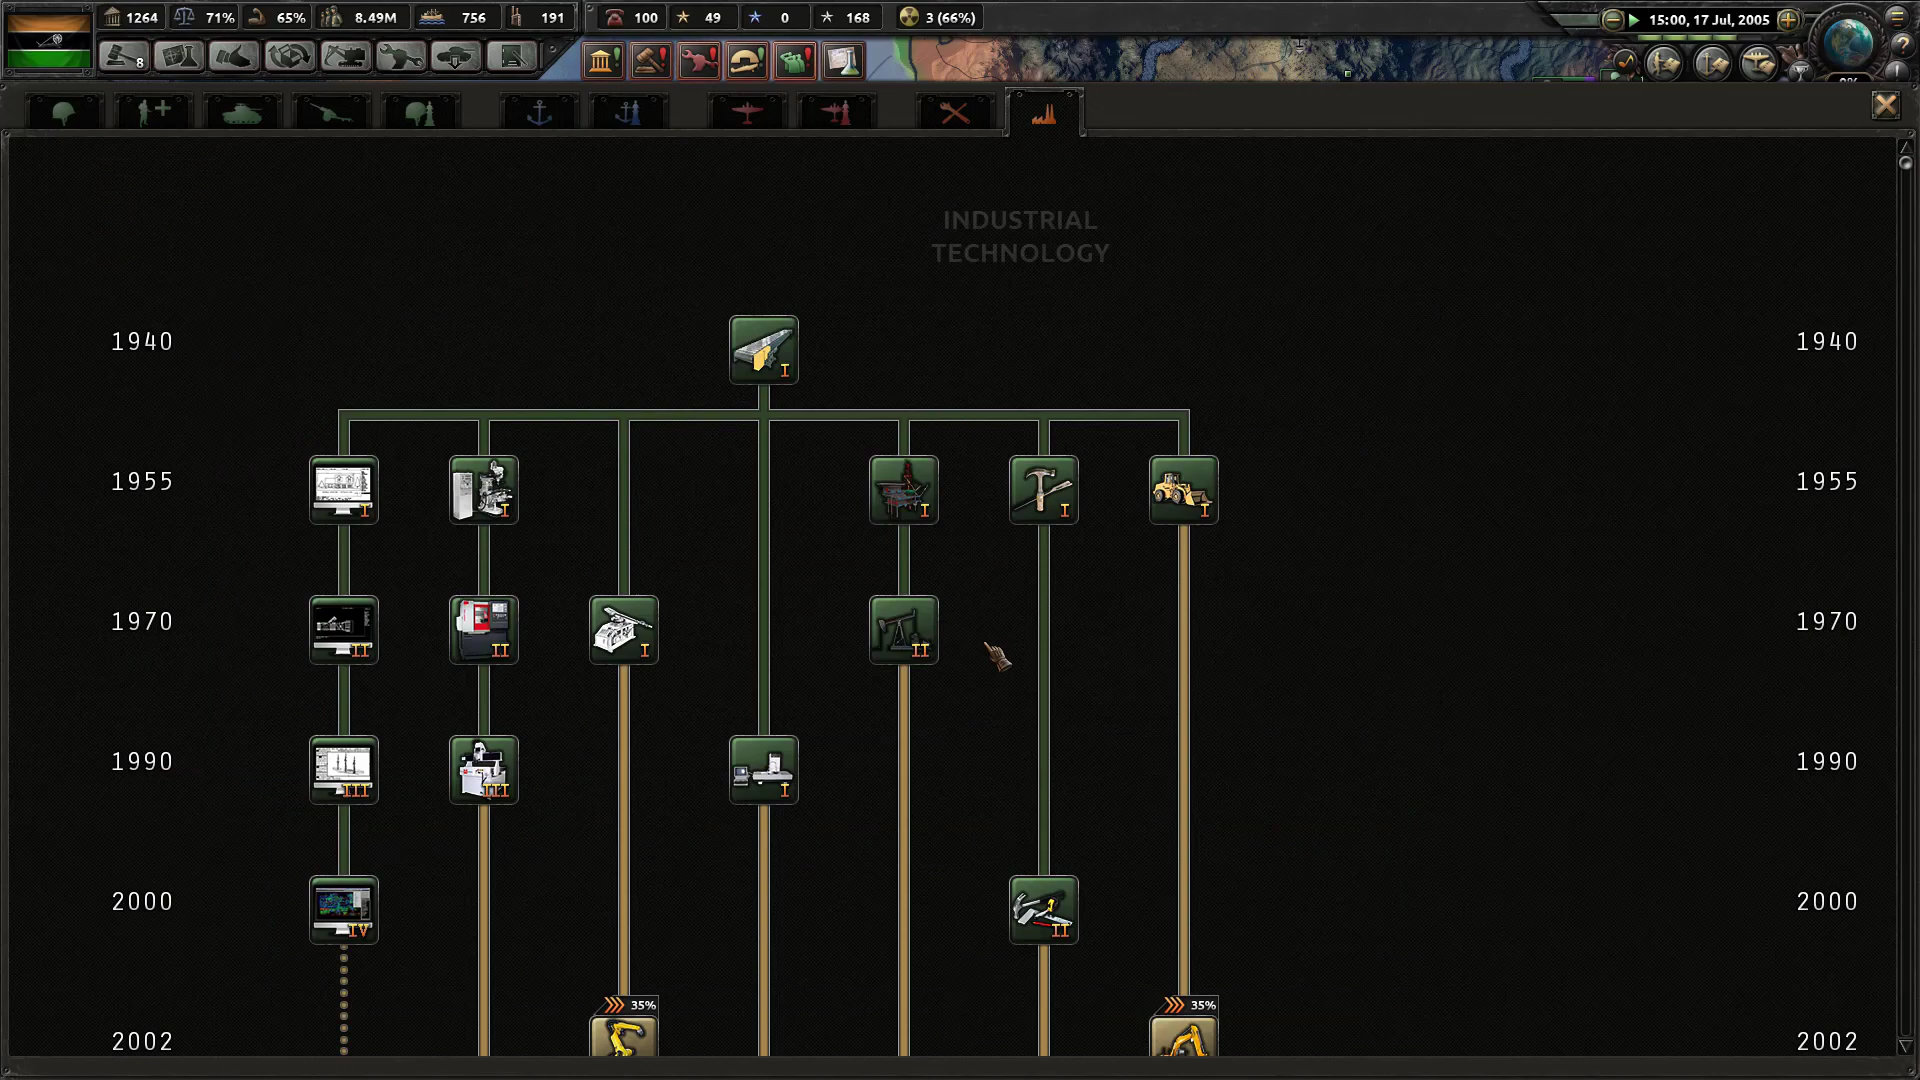 1264 71% 65% 8.49M 756 191 100 49 0 168 3 (66%) 15:00, 17 Jul, 2005
8
INDUSTRIAL
TECHNOLOGY
1940 I 1940
1955 I I I I I 1955
1970 II II I II 1970
1990 III III I 1990
2000 IV II 2000
35% 35%
2002 2002